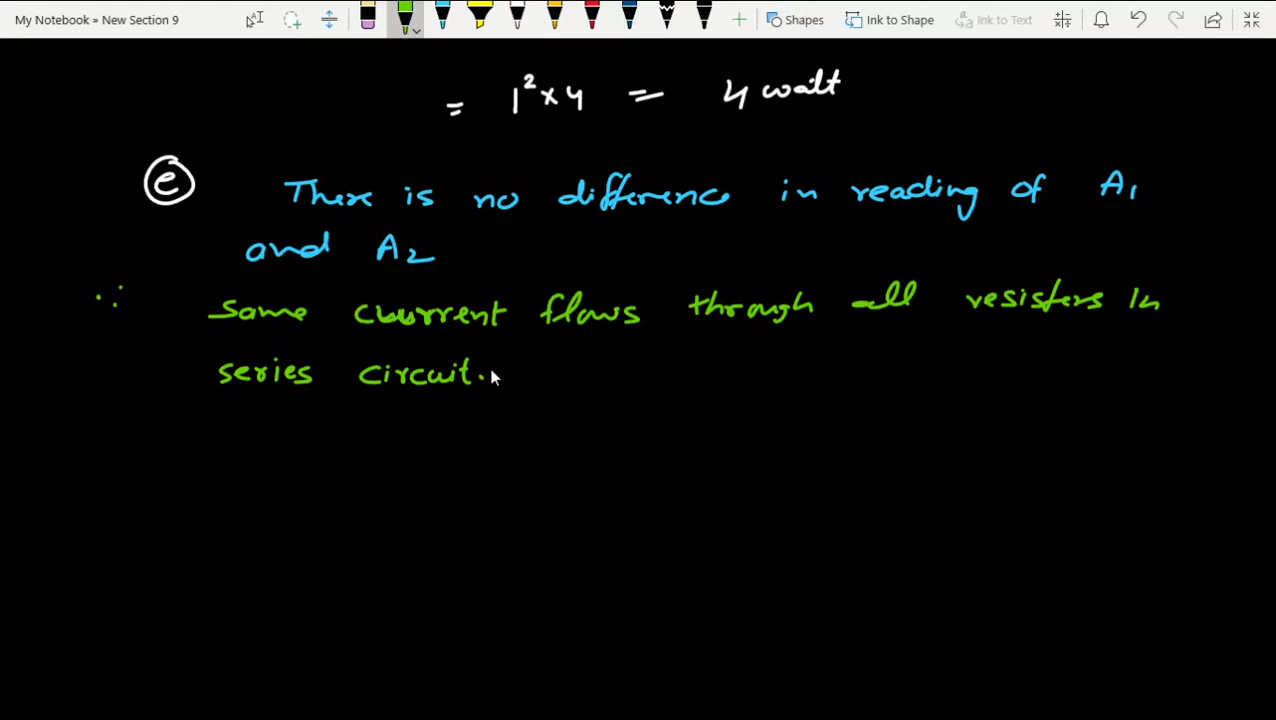 My Notebook » New Section 9
Shapes
Ink to Shape
Ink to Text
= 1² × 4 = 4 watt
(e) There is no difference in reading of A₁
and A₂
∵ Same current flows through all resisters in
series circuit.